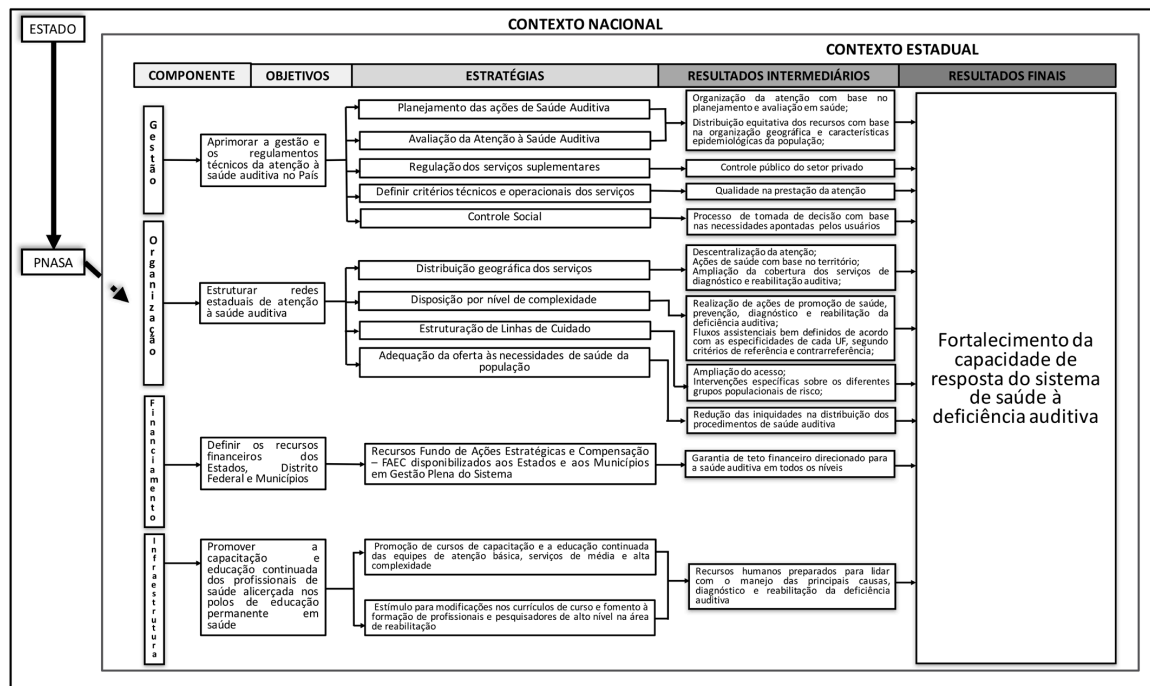 CONTEXTO NACIONAL
ESTADO
CONTEXTO ESTADUAL
COMPONENTE
OBJETIVOS
ESTRATÉGIAS
RESULTADOS INTERMEDIÁRIOS
RESULTADOS FINAIS
Gestão
Aprimorar a gestão e
os regulamentos
técnicos da atenção à
saúde auditiva no País
Planejamento das ações de Saúde Auditiva
Avaliação da Atenção à Saúde Auditiva
Regulação dos serviços suplementares
Definir critérios técnicos e operacionais dos serviços
Controle Social
Organização da atenção com base no
planejamento e avaliação em saúde;
Distribuição equitativa dos recursos com base
na organização geográfica e características
epidemiológicas da população;
Controle público do setor privado
Qualidade na prestação da atenção
Processo de tomada de decisão com base
nas necessidades apontadas pelos usuários
PNASA
Organização
Estruturar redes
estaduais de atenção
à saúde auditiva
Distribuição geográfica dos serviços
Disposição por nível de complexidade
Estruturação de Linhas de Cuidado
Adequação da oferta às necessidades de saúde da
população
Descentralização da atenção;
Ações de saúde com base no território;
Ampliação da cobertura dos serviços de
diagnóstico e reabilitação auditiva;
Realização de ações de promoção de saúde,
prevenção, diagnóstico e reabilitação da
deficiência auditiva;
Fluxos assistenciais bem definidos de acordo
com as especificidades de cada UF, segundo
critérios de referência e contrarreferência;
Ampliação do acesso;
Intervenções específicas sobre os diferentes
grupos populacionais de risco;
Redução das iniquidades na distribuição dos
procedimentos de saúde auditiva
Financiamento
Definir os recursos
financeiros dos
Estados, Distrito
Federal e Municípios
Recursos Fundo de Ações Estratégicas e Compensação
– FAEC disponibilizados aos Estados e aos Municípios
em Gestão Plena do Sistema
Garantia de teto financeiro direcionado para
a saúde auditiva em todos os níveis
Infraestrutura
Promover a
capacitação e
educação continuada
dos profissionais de
saúde alicerçada nos
polos de educação
permanente em
saúde
Promoção de cursos de capacitação e a educação continuada
das equipes de atenção básica, serviços de média e alta
complexidade
Estímulo para modificações nos currículos de curso e fomento à
formação de profissionais e pesquisadores de alto nível na área
de reabilitação
Recursos humanos preparados para lidar
com o manejo das principais causas,
diagnóstico e reabilitação da deficiência
auditiva
Fortalecimento da
capacidade de
resposta do sistema
de saúde à
deficiência auditiva